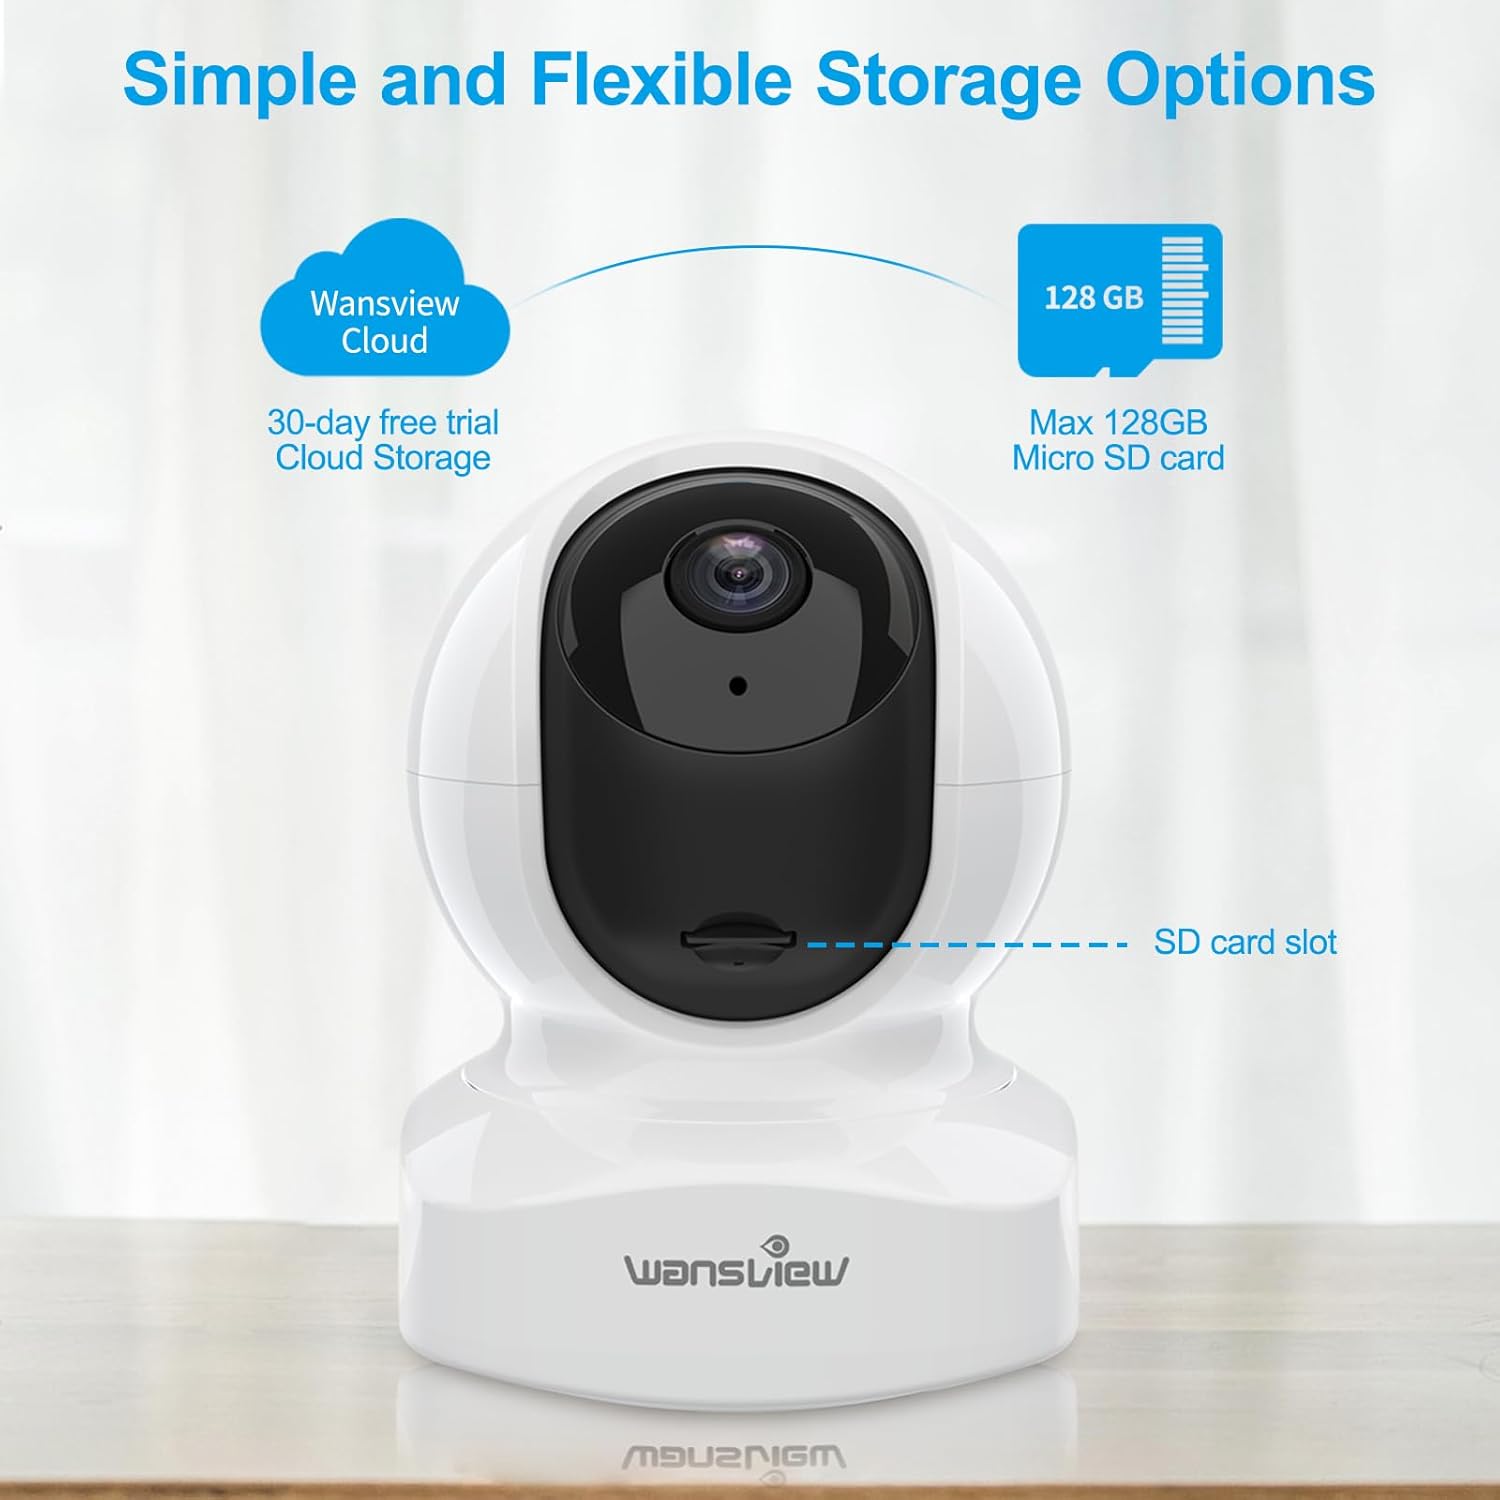 Simple and Flexible Storage Options
Wansview
Cloud
30-day free trial
Cloud Storage
128 GB
Max 128GB
Micro SD card
SD card slot
wansview